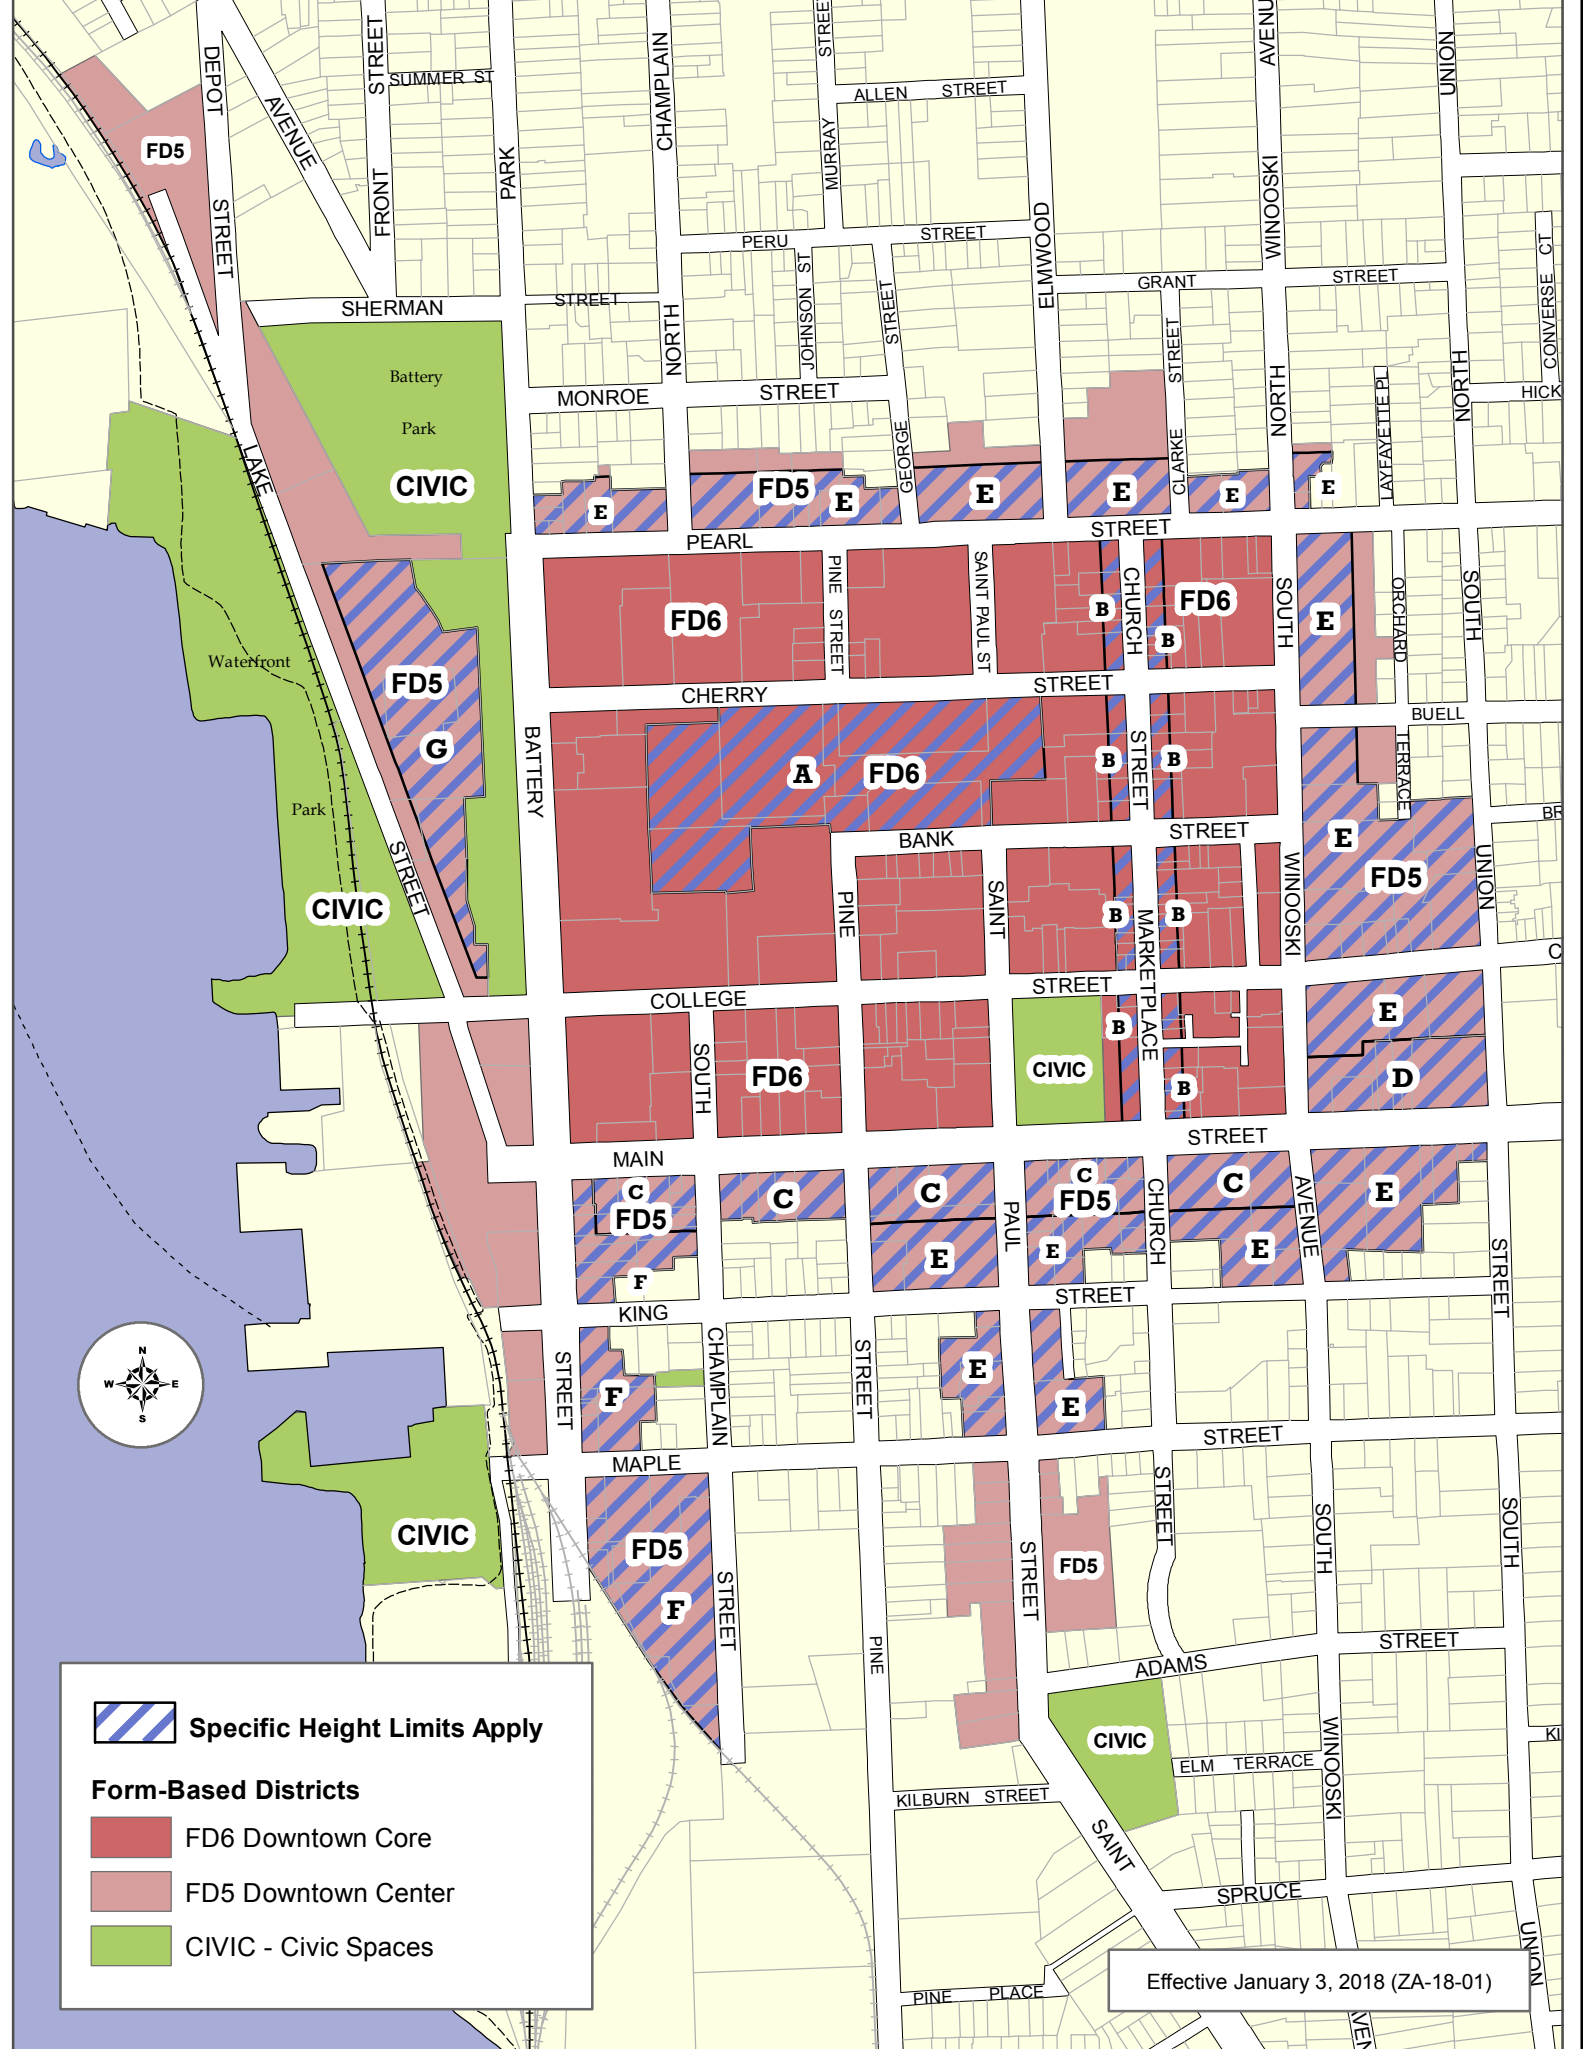 DEPOT
STREET
AVENUE
STREET
FRONT
SUMMER ST
PARK
CHAMPLAIN
NORTH
STREE
MURRAY
ALLEN STREET
AVENU
WINOOSKI
NORTH
UNION
NORTH
FD5
ELMWOOD
PERU STREET
JOHNSON ST
STREET
GEORGE
GRANT STREET
STREET
CLARKE
CONVERSE CT
SHERMAN
STREET
MONROE STREET
HICK
LAYFAYETTE PL
Battery
Park
CIVIC
LAKE
STREET
E
FD5
E
E
E
E
E
PEARL STREET
FD6
PINE STREET
SAINT PAUL ST
B
CHURCH
B
FD6
SOUTH
E
ORCHARD
TERRACE
SOUTH
Waterfront
Park
CIVIC
FD5
G
BATTERY
CHERRY STREET
BUELL
A
FD6
B
STREET
B
E
FD5
BR
BANK STREET
PINE
SAINT
B
MARKETPLACE
B
WINOOSKI
UNION
C
COLLEGE STREET
SOUTH
FD6
CIVIC
B
B
E
D
MAIN STREET
C
FD5
F
C
C
E
PAUL
C
FD5
E
CHURCH
C
E
AVENUE
E
STREET
KING STREET
N
W E
S
STREET
F
CHAMPLAIN
STREET
E
E
MAPLE STREET
CIVIC
FD5
F
STREET
PINE
STREET
FD5
STREET
SOUTH
SOUTH
ADAMS STREET
CIVIC
WINOOSKI
KI
ELM TERRACE
KILBURN STREET
SAINT
SPRUCE
UNION
PINE PLACE
AVEN
Specific Height Limits Apply
Form-Based Districts
FD6 Downtown Core
FD5 Downtown Center
CIVIC - Civic Spaces
Effective January 3, 2018 (ZA-18-01)